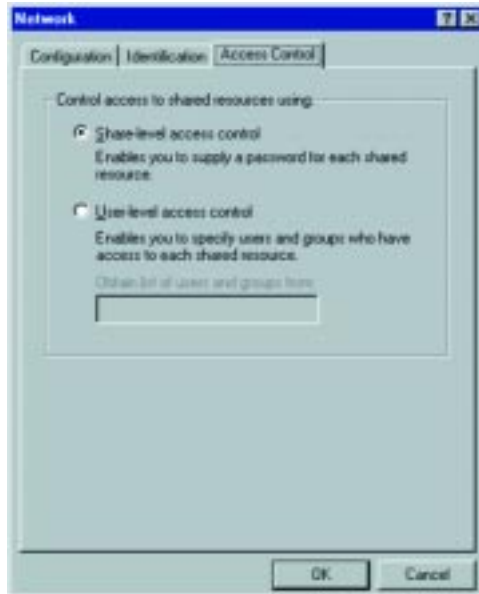 Network
Configuration Identification Access Control
Control access to shared resources using:
Share-level access control
Enables you to supply a password for each shared
resource.
User-level access control
Enables you to specify users and groups who have
access to each shared resource.
Obtain list of users and groups from:
OK Cancel